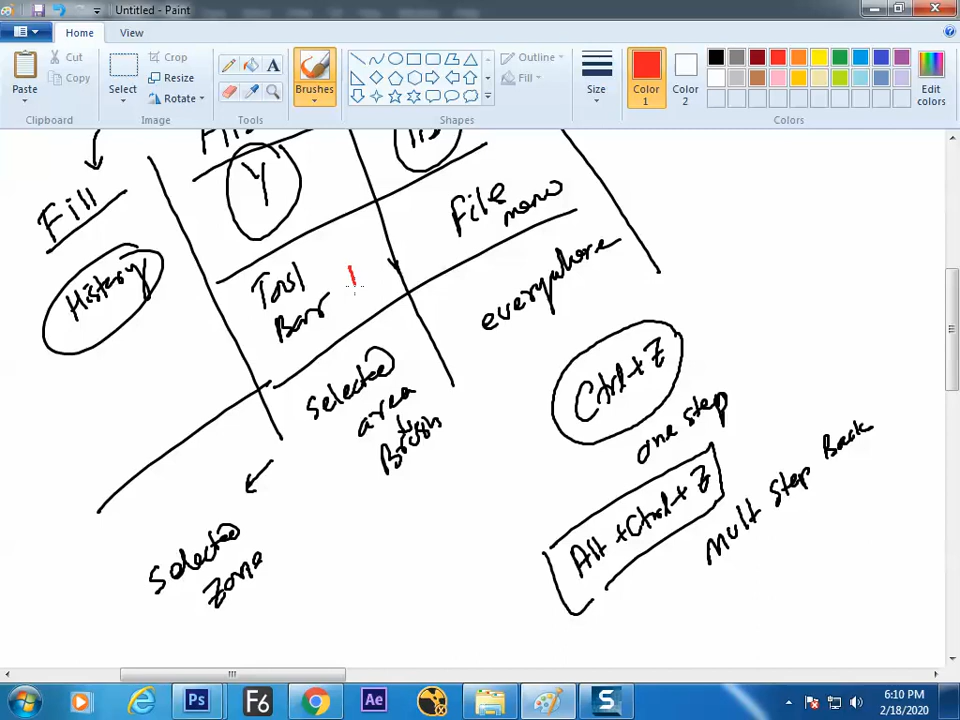 Untitled - Paint
Home
View
Paste
Cut
Copy
Clipboard
Select
Crop
Resize
Rotate
Image
Tools
Brushes
Shapes
Outline
Fill
Size
Color
1
Color
2
Colors
Edit
colors
Fill
Y
File
menu
History
Tool
Bar
everywhere
Selected
area
Ctrl+Z
one step
Alt +Ctrl+ Z
Mult step Back
Selected
Zone
Ps
F6
Ae
S
6:10 PM
2/18/2020